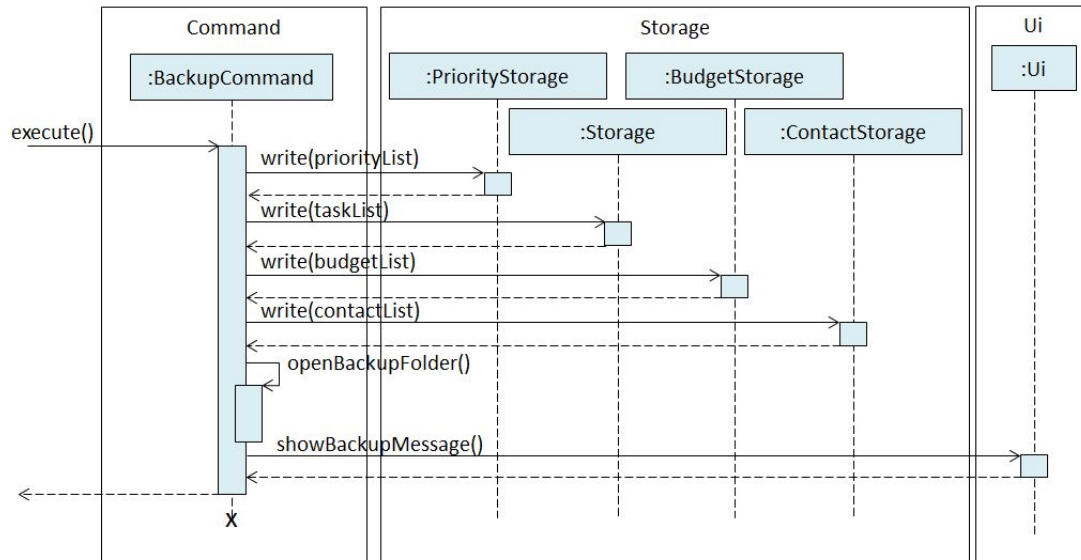 Command
Storage
Ui
:BackupCommand
:PriorityStorage
:BudgetStorage
:Ui
:Storage
:ContactStorage
execute()
write(priorityList)
write(taskList)
write(budgetList)
write(contactList)
openBackupFolder()
showBackupMessage()
X